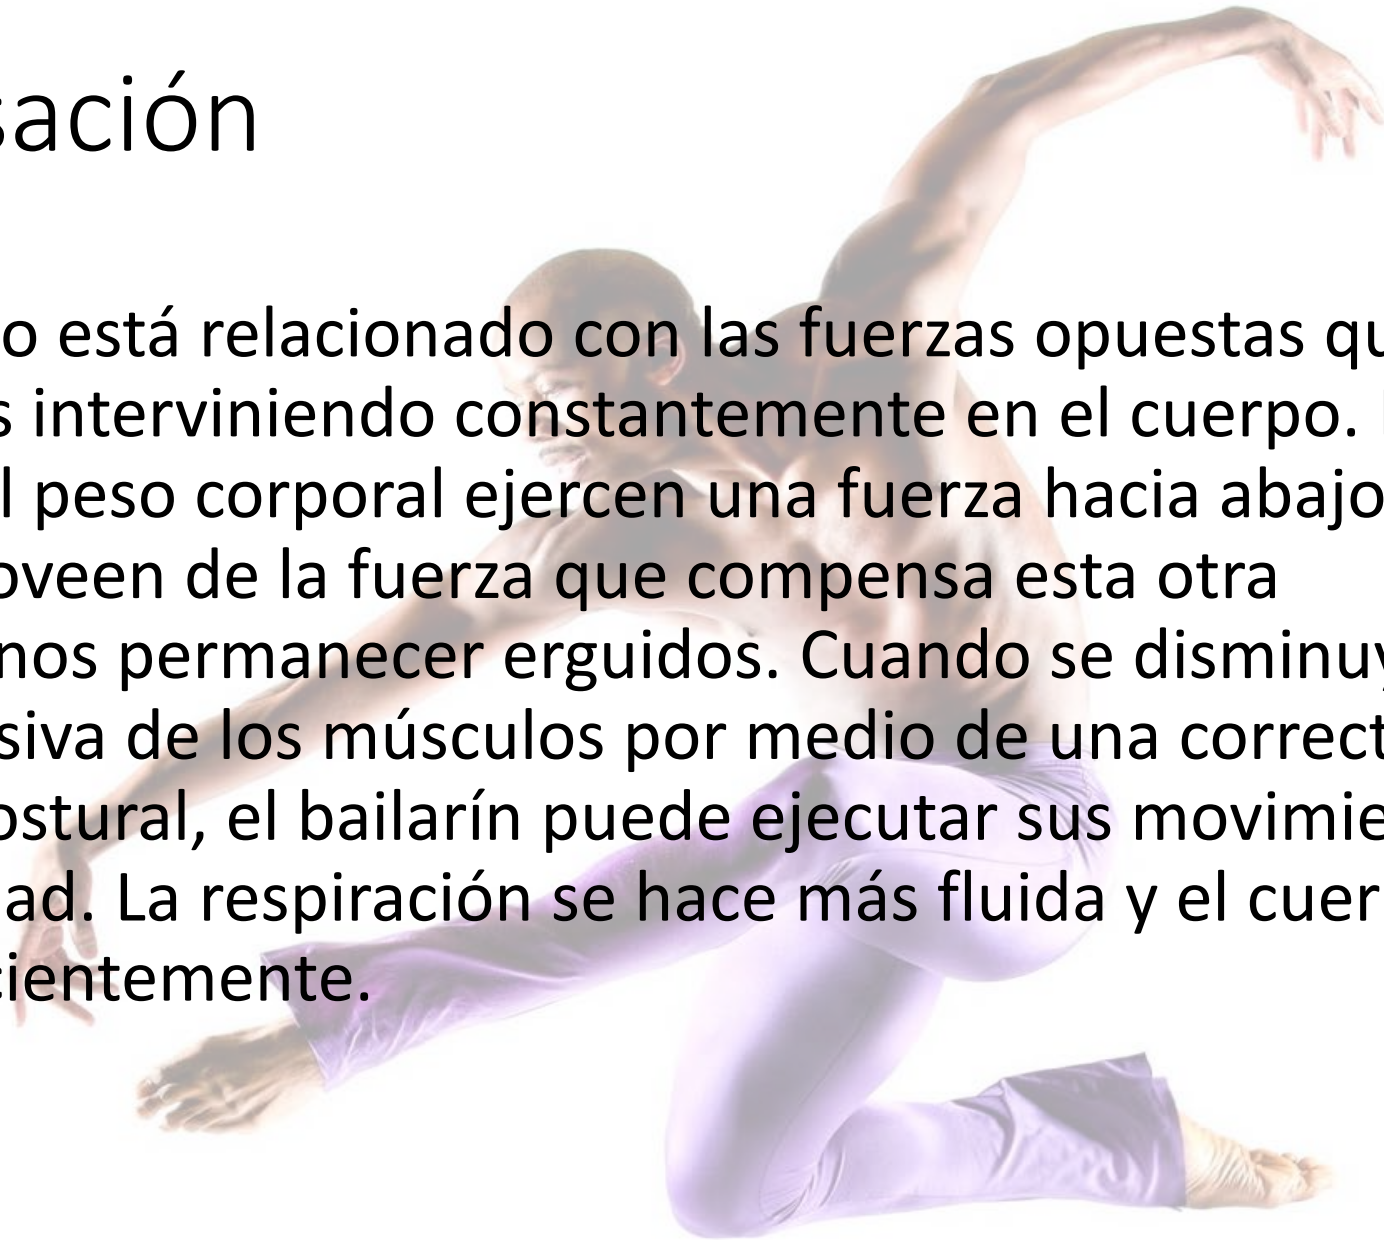 sación
o está relacionado con las fuerzas opuestas qu
s interviniendo constantemente en el cuerpo.
l peso corporal ejercen una fuerza hacia abajo
oveen de la fuerza que compensa esta otra
nos permanecer erguidos. Cuando se disminuy
siva de los músculos por medio de una correct
ostural, el bailarín puede ejecutar sus movimie
ad. La respiración se hace más fluida y el cuer
cientemente.